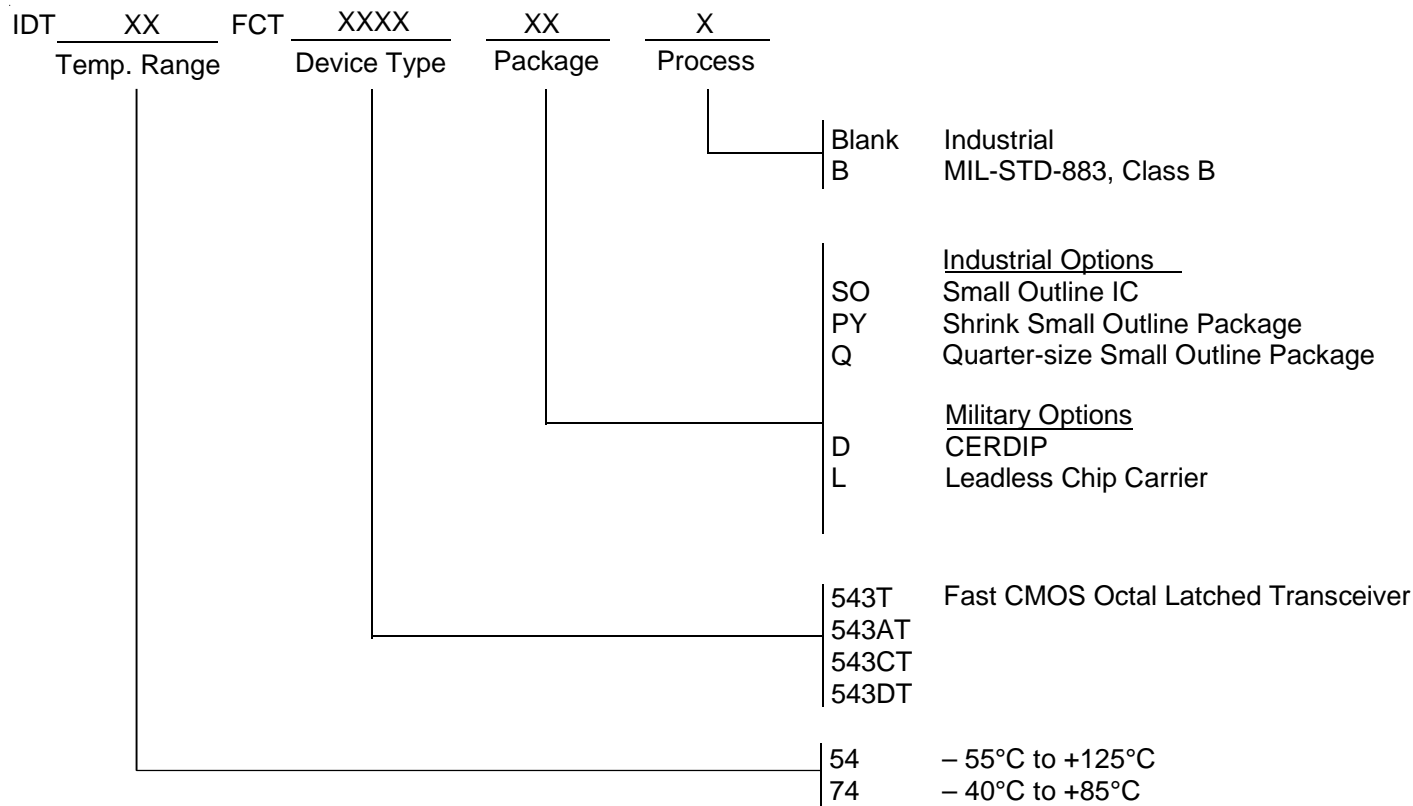 IDT XX FCT XXXX XX X
Temp. Range Device Type Package Process
Blank Industrial
B MIL-STD-883, Class B
Industrial Options
SO Small Outline IC
PY Shrink Small Outline Package
Q Quarter-size Small Outline Package
Military Options
D CERDIP
L Leadless Chip Carrier
543T Fast CMOS Octal Latched Transceiver
543AT
543CT
543DT
54 – 55°C to +125°C
74 – 40°C to +85°C